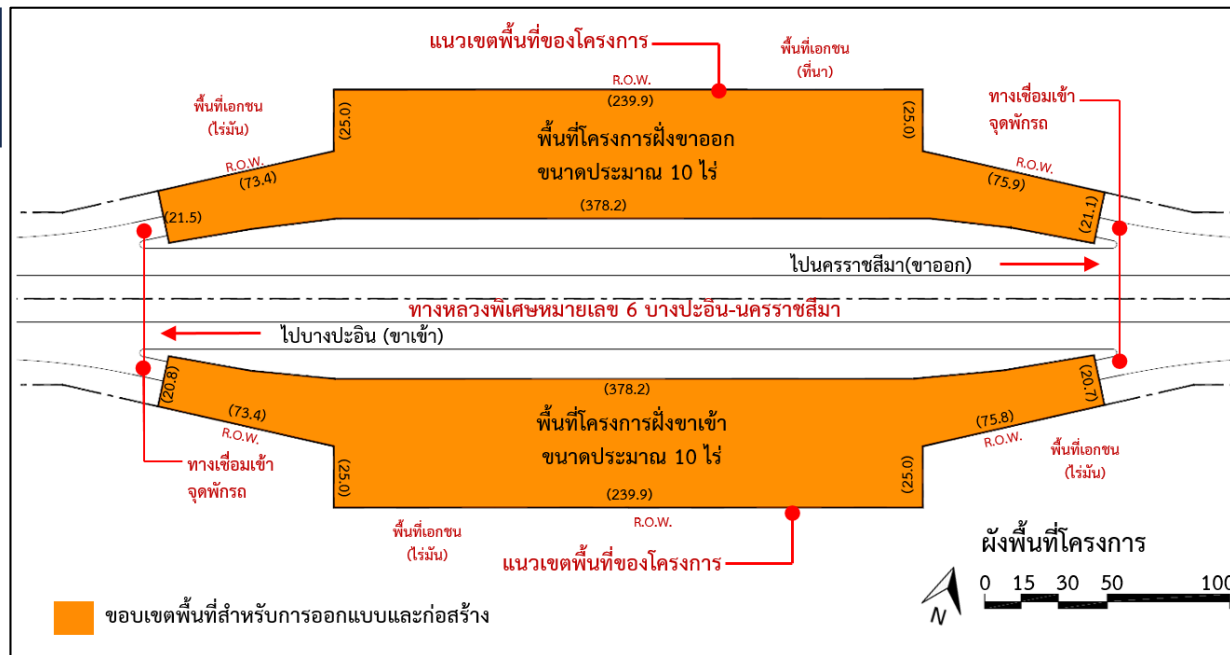 แนวเขตพื้นที่ของโครงการ
พื้นที่เอกชน
(ที่นา)
R.O.W.
(239.9)
ทางเชื่อมเข้า
จุดพักรถ
พื้นที่เอกชน
(ไร่มัน)
(25.0)
(25.0)
พื้นที่โครงการฝั่งขาออก
ขนาดประมาณ 10 ไร่
R.O.W.
(73.4)
R.O.W.
(75.9)
(21.5)
(378.2)
(21.1)
ไปนครราชสีมา(ขาออก)
ทางหลวงพิเศษหมายเลข 6 บางปะอิน-นครราชสีมา
ไปบางปะอิน (ขาเข้า)
(20.8)
(378.2)
(20.7)
(73.4)
R.O.W.
พื้นที่โครงการฝั่งขาเข้า
ขนาดประมาณ 10 ไร่
(75.8)
R.O.W.
พื้นที่เอกชน
(ไร่มัน)
ทางเชื่อมเข้า
จุดพักรถ
(25.0)
(25.0)
(239.9)
R.O.W.
พื้นที่เอกชน
(ไร่มัน)
แนวเขตพื้นที่ของโครงการ
ผังพื้นที่โครงการ
N
0 15 30 50 100
ขอบเขตพื้นที่สำหรับการออกแบบและก่อสร้าง